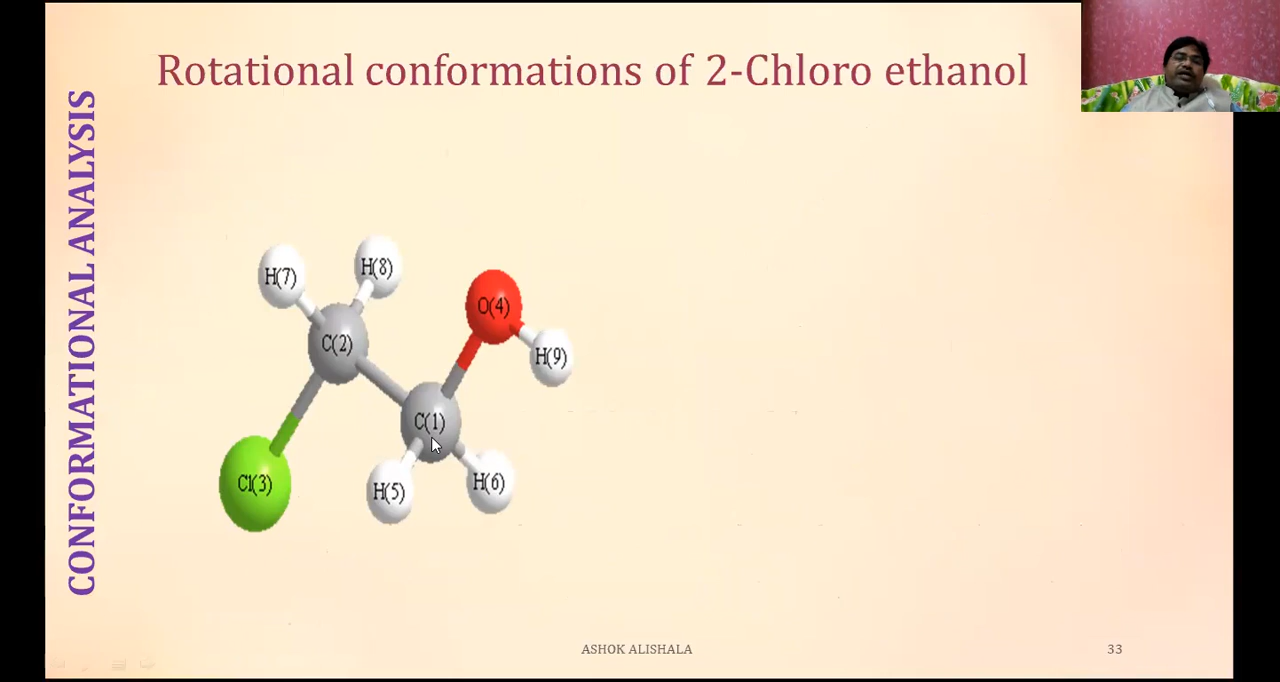 Rotational conformations of 2-Chloro ethanol
CONFORMATIONAL ANALYSIS
H(7)
H(8)
O(4)
C(2)
H(9)
C(1)
Cl(3)
H(5)
H(6)
ASHOK ALISHALA
33